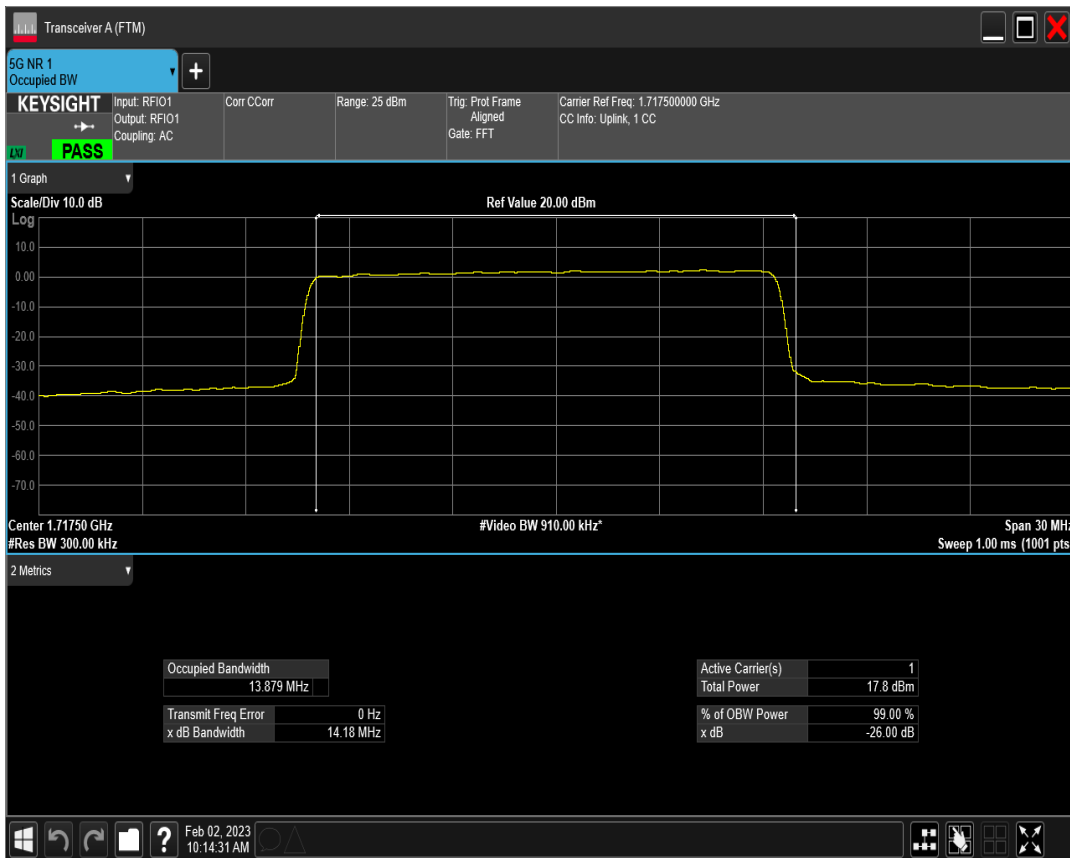 Transceiver A (FTM)
5G NR 1
Occupied BW
+
KEYSIGHT
LXI
PASS
Input: RFIO1
Output: RFIO1
Coupling: AC
Corr CCorr
Range: 25 dBm
Trig: Prot Frame
Aligned
Gate: FFT
Carrier Ref Freq: 1.717500000 GHz
CC Info: Uplink, 1 CC
1 Graph
Scale/Div 10.0 dB
Ref Value 20.00 dBm
Log
10.0
0.00
-10.0
-20.0
-30.0
-40.0
-50.0
-60.0
-70.0
Center 1.71750 GHz
#Video BW 910.00 kHz*
Span 30 MHz
#Res BW 300.00 kHz
Sweep 1.00 ms (1001 pts
2 Metrics
Occupied Bandwidth
13.879 MHz
Transmit Freq Error 0 Hz
x dB Bandwidth 14.18 MHz
Active Carrier(s) 1
Total Power 17.8 dBm
% of OBW Power 99.00 %
x dB -26.00 dB
?
Feb 02, 2023
10:14:31 AM